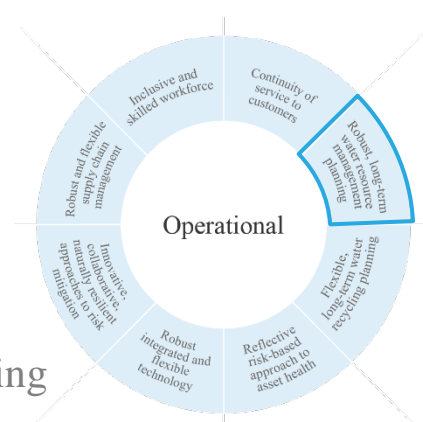 Continuity of
service to
customers
Robust, long-term
water resource
management
planning
Flexible,
long-term water
recycling planning
Reflective
risk-based
approach to
asset health
Robust
integrated and
flexible
technology
Innovative,
collaborative,
naturally resilient
approaches to risk
mitigation
Robust and flexible
supply chain
management
Inclusive and
skilled workforce
Operational
ing